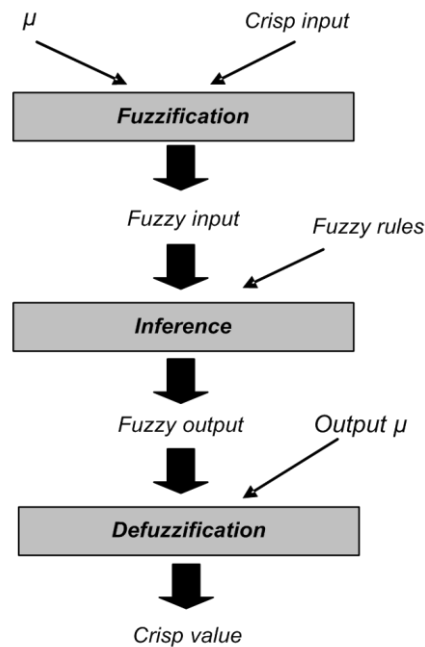 μ
Crisp input
Fuzzification
Fuzzy input
Fuzzy rules
Inference
Fuzzy output
Output μ
Defuzzification
Crisp value